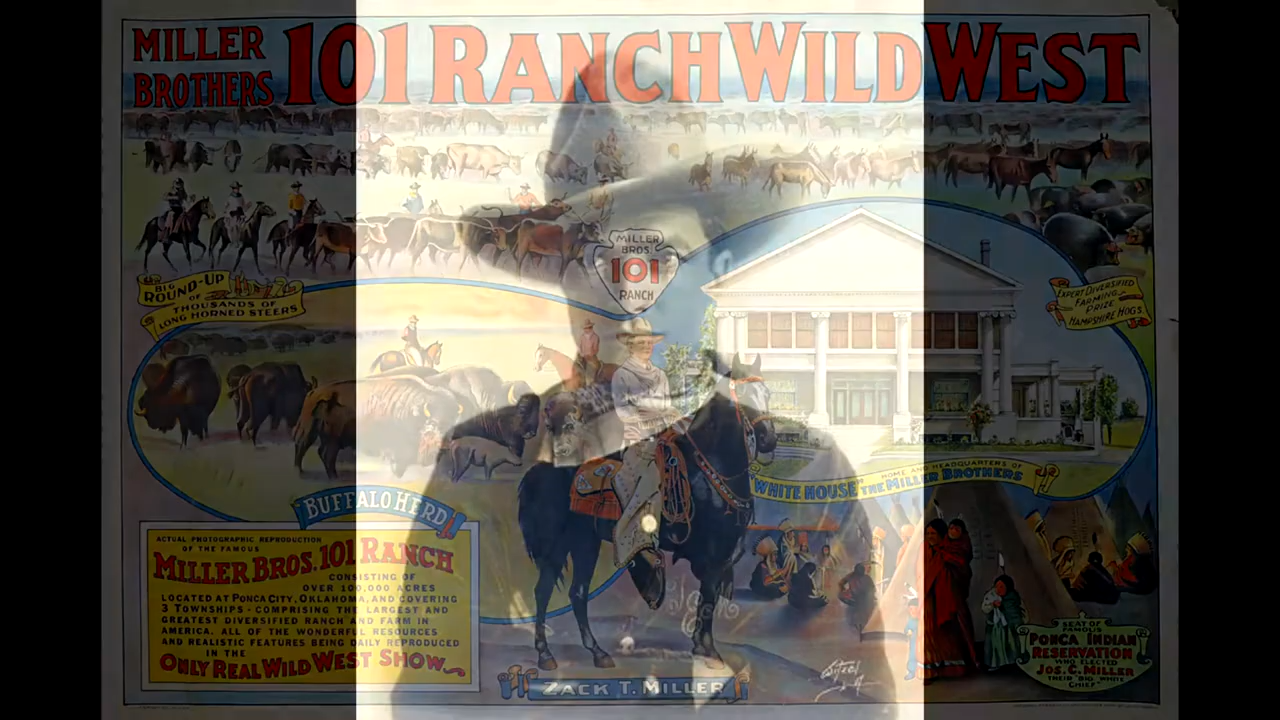 MILLER
BROTHERS
101 RANCH WILD WEST
MILLER
BROS.
101
RANCH
BIG
ROUND-UP
OF
THOUSANDS OF
LONG HORNED STEERS
EXPERT DIVERSIFIED
FARMING.
PRIZE
HAMPSHIRE HOGS.
BUFFALO HERD
"WHITE HOUSE" HOME AND HEADQUARTERS OF
THE MILLER BROTHERS
ACTUAL PHOTOGRAPHIC REPRODUCTION
OF THE FAMOUS
MILLER BROS. 101 RANCH
CONSISTING OF
OVER 100,000 ACRES
LOCATED AT PONCA CITY, OKLAHOMA, AND COVERING
3 TOWNSHIPS - COMPRISING THE LARGEST AND
GREATEST DIVERSIFIED RANCH AND FARM IN
AMERICA. ALL OF THE WONDERFUL RESOURCES
AND REALISTIC FEATURES BEING DAILY REPRODUCED
IN THE
ONLY REAL WILD WEST SHOW.
SEAT OF
FAMOUS
PONCA INDIAN
RESERVATION
WHO ELECTED
JOS. C. MILLER
THEIR "BIG WHITE
CHIEF"
ZACK T. MILLER